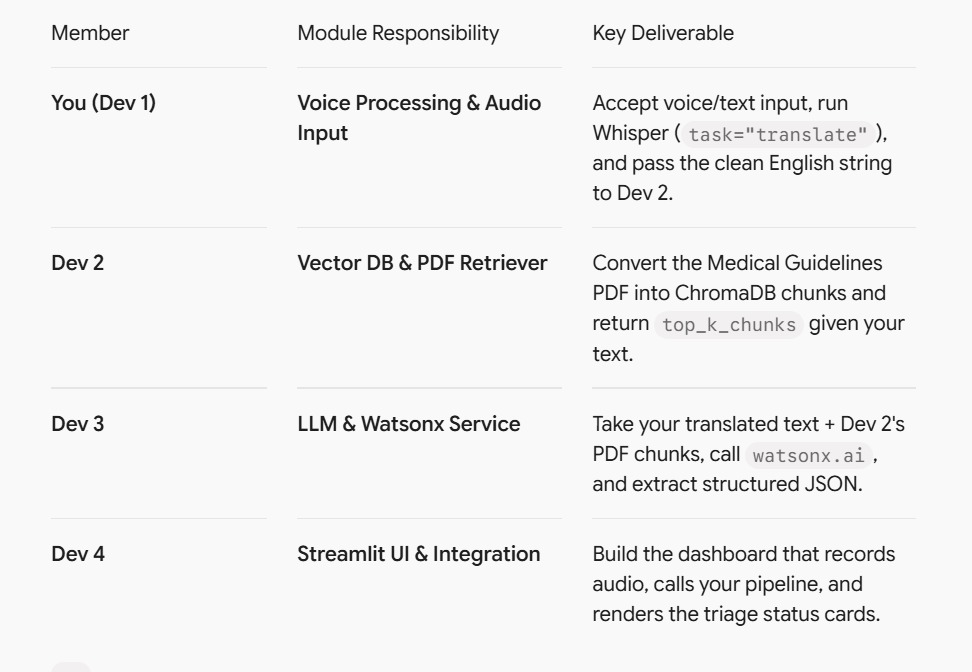 Member Module Responsibility Key Deliverable
You (Dev 1) Voice Processing & Audio Input Accept voice/text input, run Whisper ( task="translate" ), and pass the clean English string to Dev 2.
Dev 2 Vector DB & PDF Retriever Convert the Medical Guidelines PDF into ChromaDB chunks and return top_k_chunks given your text.
Dev 3 LLM & Watsonx Service Take your translated text + Dev 2's PDF chunks, call watsonx.ai , and extract structured JSON.
Dev 4 Streamlit UI & Integration Build the dashboard that records audio, calls your pipeline, and renders the triage status cards.